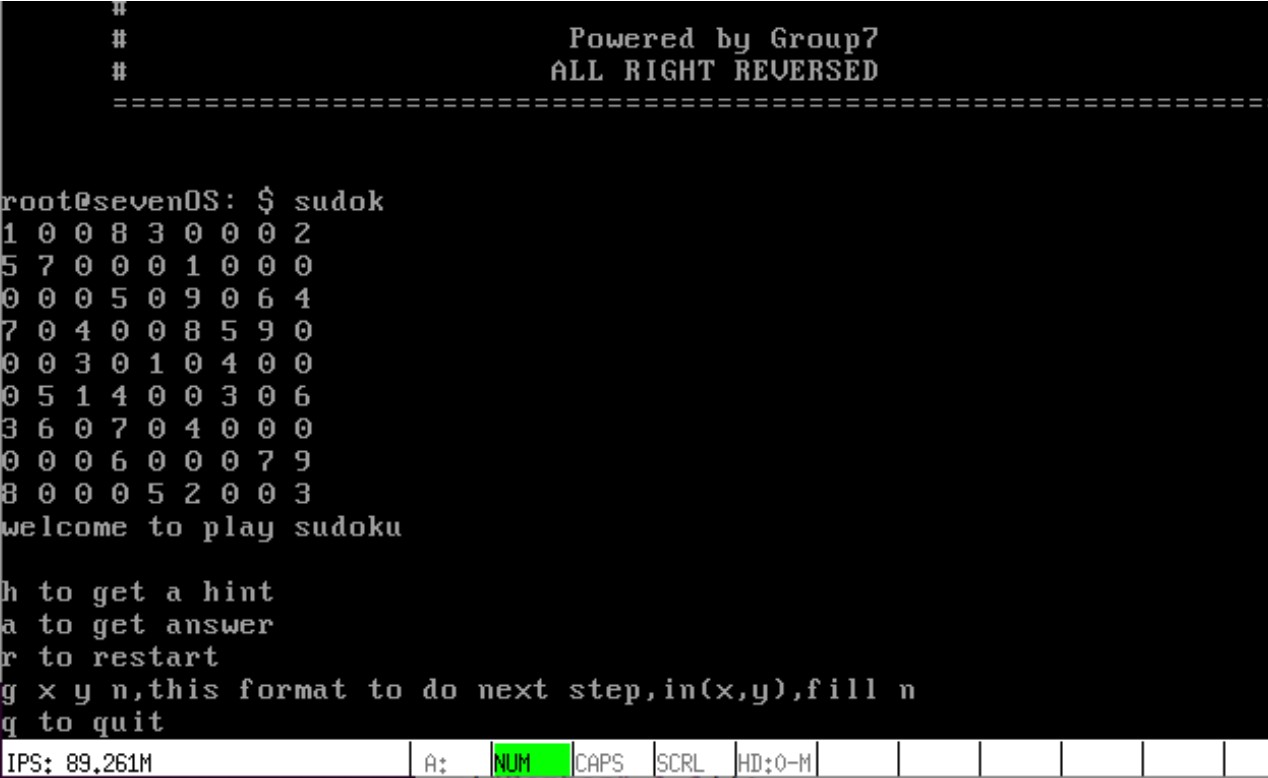 #
# Powered by Group7
# ALL RIGHT REVERSED
===============================================================
root@sevenOS: $ sudok
1 0 0 8 3 0 0 0 2
5 7 0 0 0 1 0 0 0
0 0 0 5 0 9 0 6 4
7 0 4 0 0 8 5 9 0
0 0 3 0 1 0 4 0 0
0 5 1 4 0 0 3 0 6
3 6 0 7 0 4 0 0 0
0 0 0 6 0 0 0 7 9
8 0 0 0 5 2 0 0 3
welcome to play sudoku
h to get a hint
a to get answer
r to restart
g x y n,this format to do next step,in(x,y),fill n
q to quit
IPS: 89.261M A: NUM CAPS SCRL HD:0-M